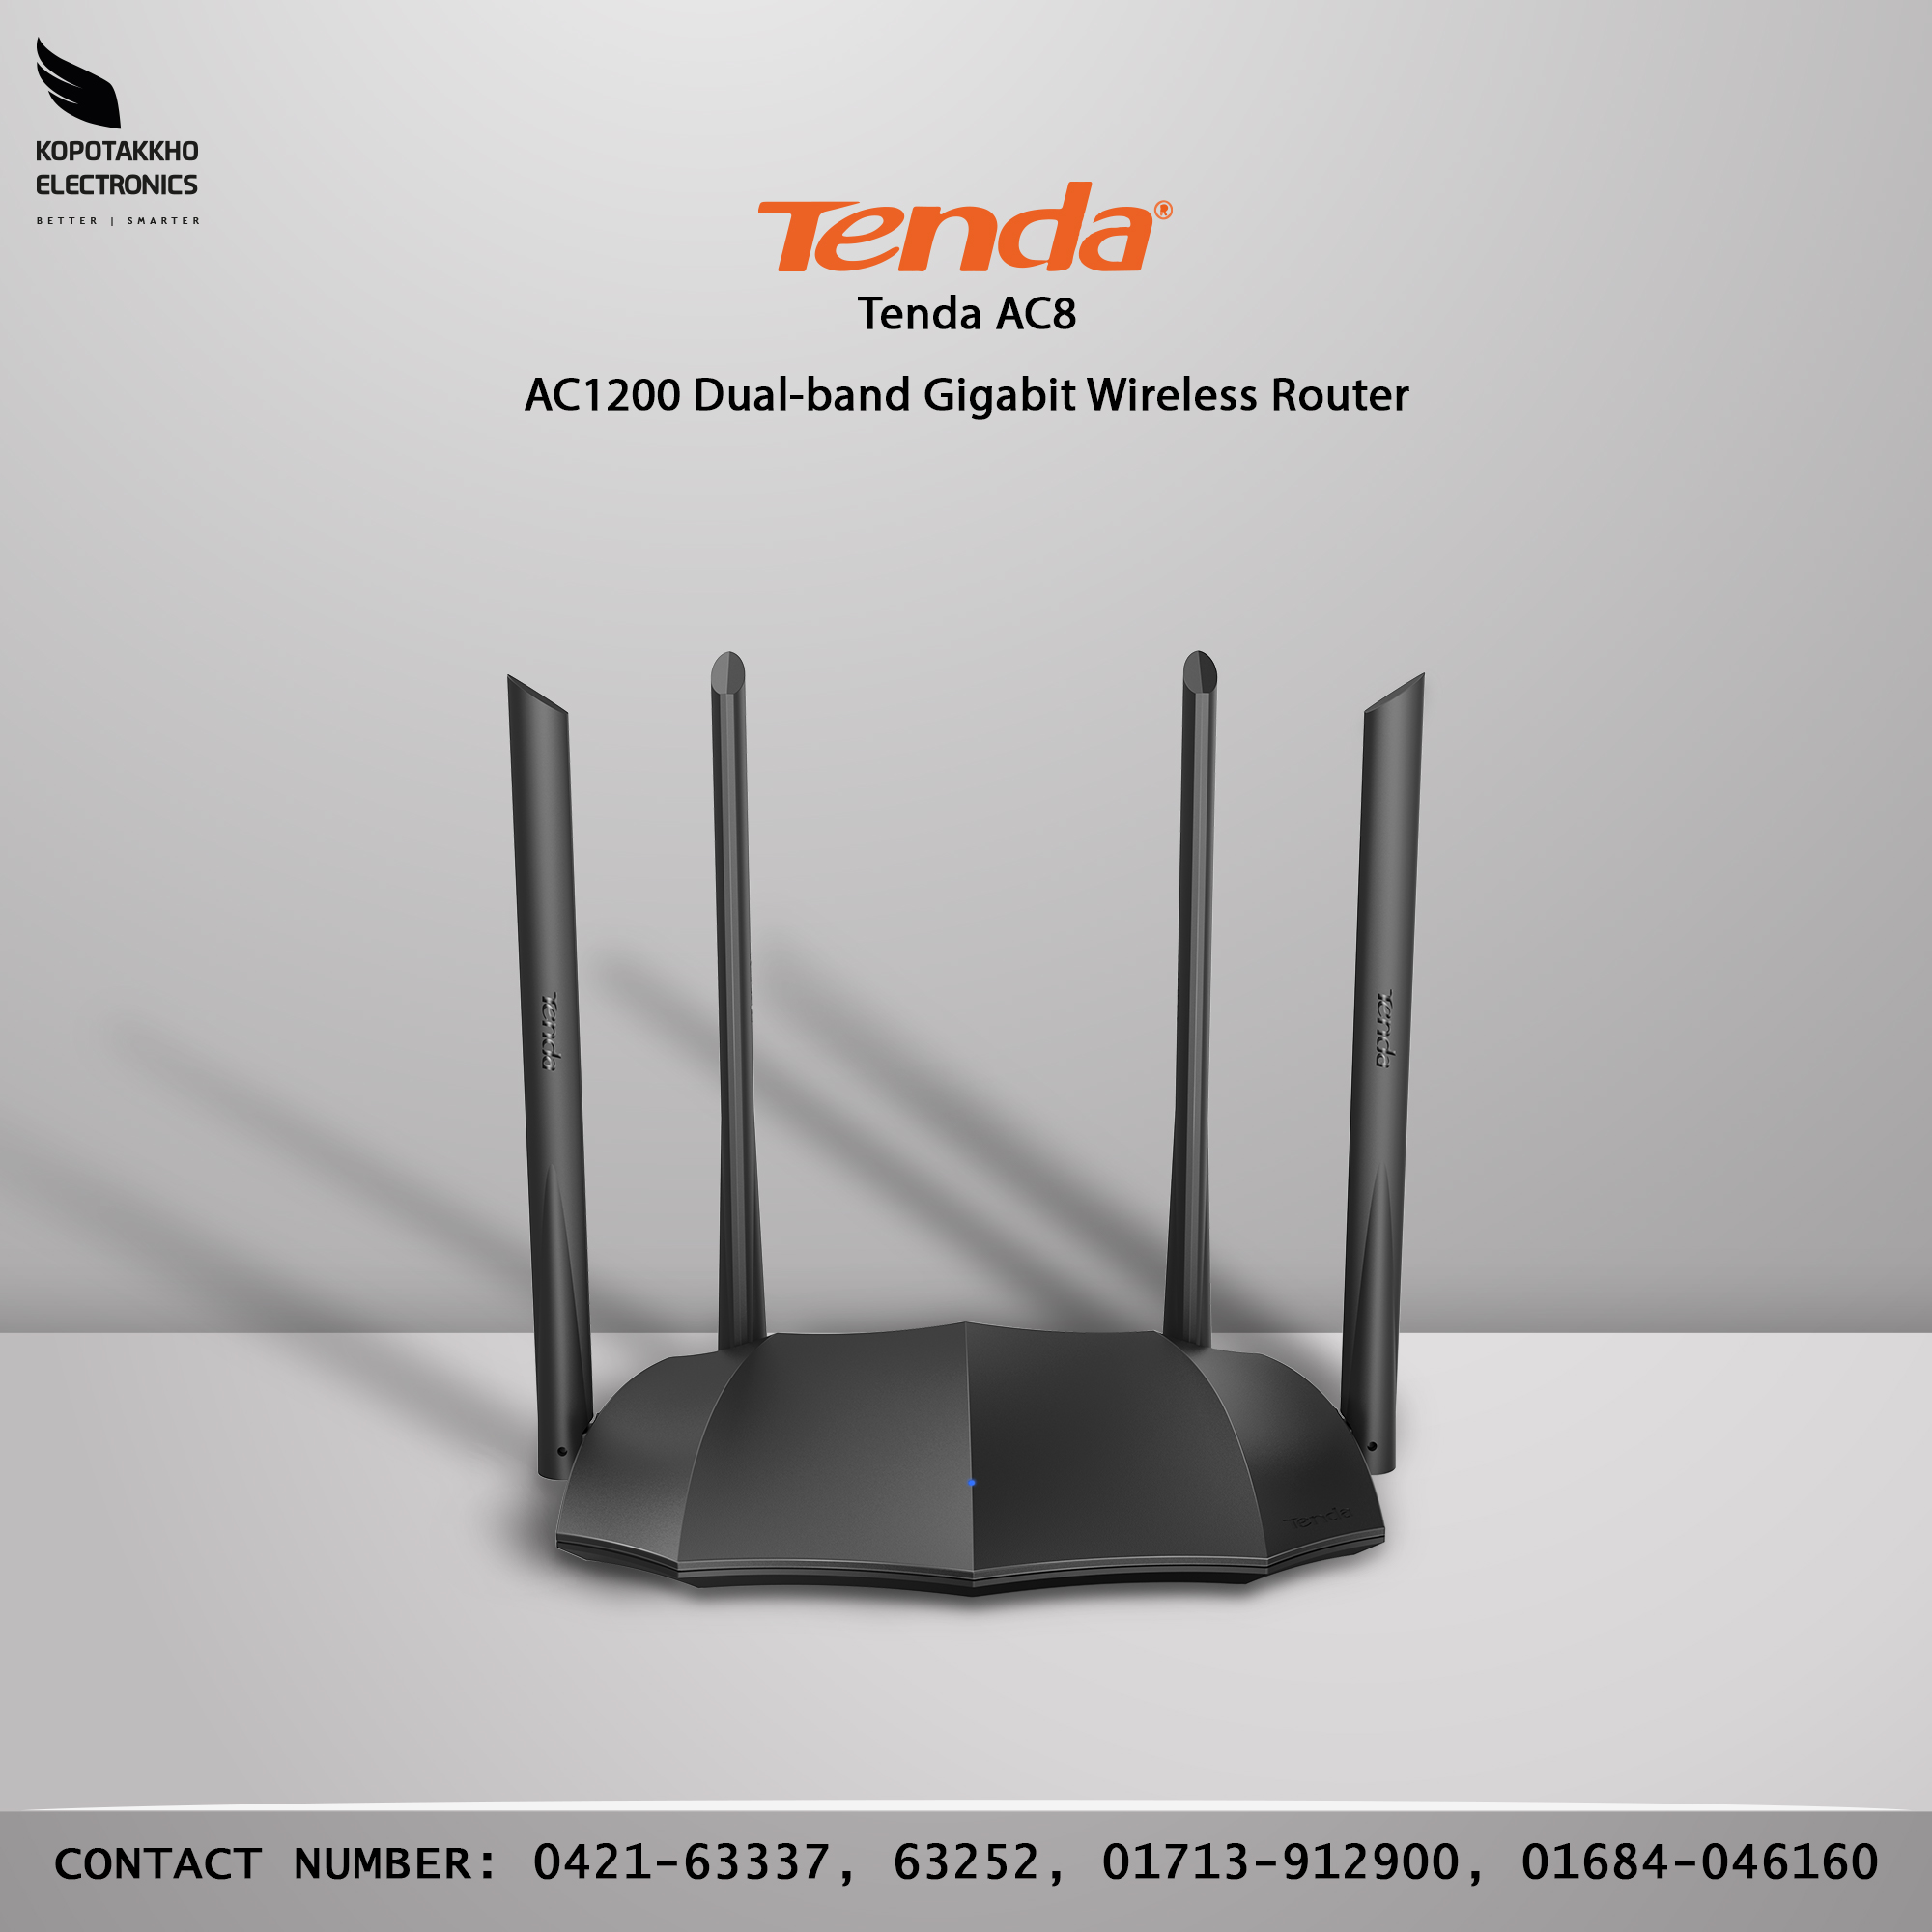 KOPOTAKKHO
ELECTRONICS
BETTER | SMARTER
Tenda®
Tenda AC8
AC1200 Dual-band Gigabit Wireless Router
Tenda
Tenda
Tenda
CONTACT NUMBER: 0421-63337, 63252, 01713-912900, 01684-046160